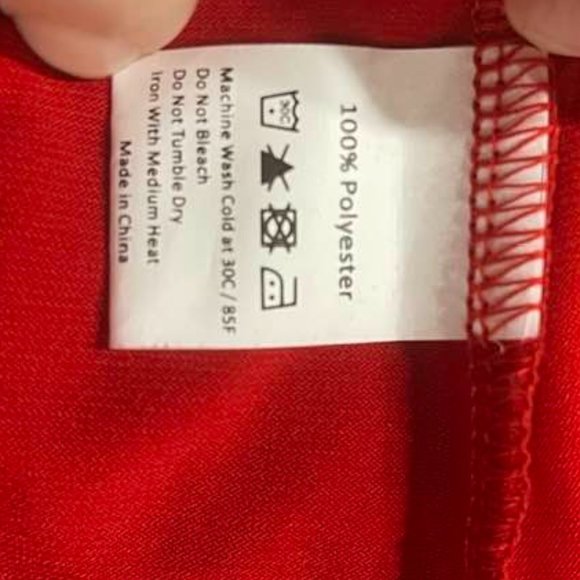 100% Polyester
30C
Machine Wash Cold at 30C / 85F
Do Not Bleach
Do Not Tumble Dry
Iron With Medium Heat
Made in China